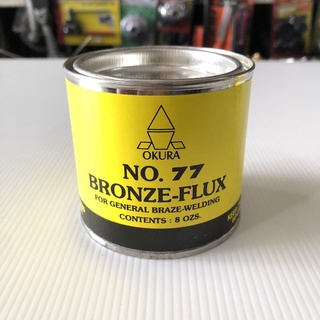 OKURA
NO. 77
BRONZE-FLUX
FOR GENERAL BRAZE-WELDING
CONTENTS : 8 OZS.